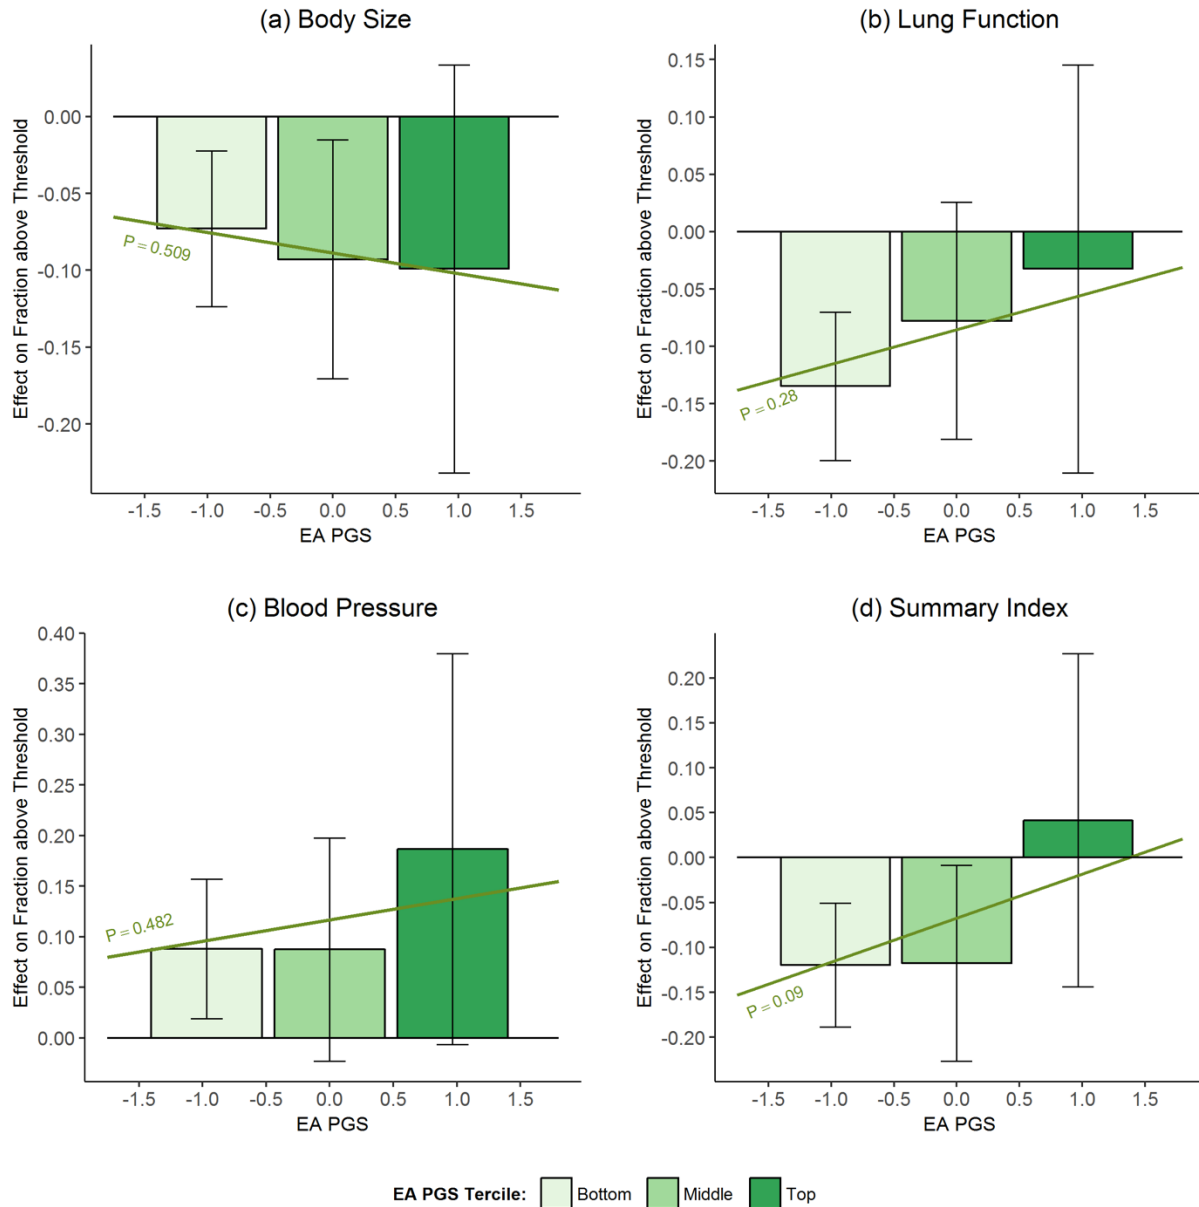 (a) Body Size
Effect on Fraction above Threshold
0.00
-0.05
-0.10
-0.15
-0.20
P = 0.509
-1.5 -1.0 -0.5 0.0 0.5 1.0 1.5
EA PGS
(b) Lung Function
Effect on Fraction above Threshold
0.15
0.10
0.05
0.00
-0.05
-0.10
-0.15
-0.20
P = 0.28
-1.5 -1.0 -0.5 0.0 0.5 1.0 1.5
EA PGS
(c) Blood Pressure
Effect on Fraction above Threshold
0.40
0.35
0.30
0.25
0.20
0.15
0.10
0.05
0.00
P = 0.482
-1.5 -1.0 -0.5 0.0 0.5 1.0 1.5
EA PGS
(d) Summary Index
Effect on Fraction above Threshold
0.20
0.15
0.10
0.05
0.00
-0.05
-0.10
-0.15
-0.20
P = 0.09
-1.5 -1.0 -0.5 0.0 0.5 1.0 1.5
EA PGS
EA PGS Tercile: Bottom Middle Top